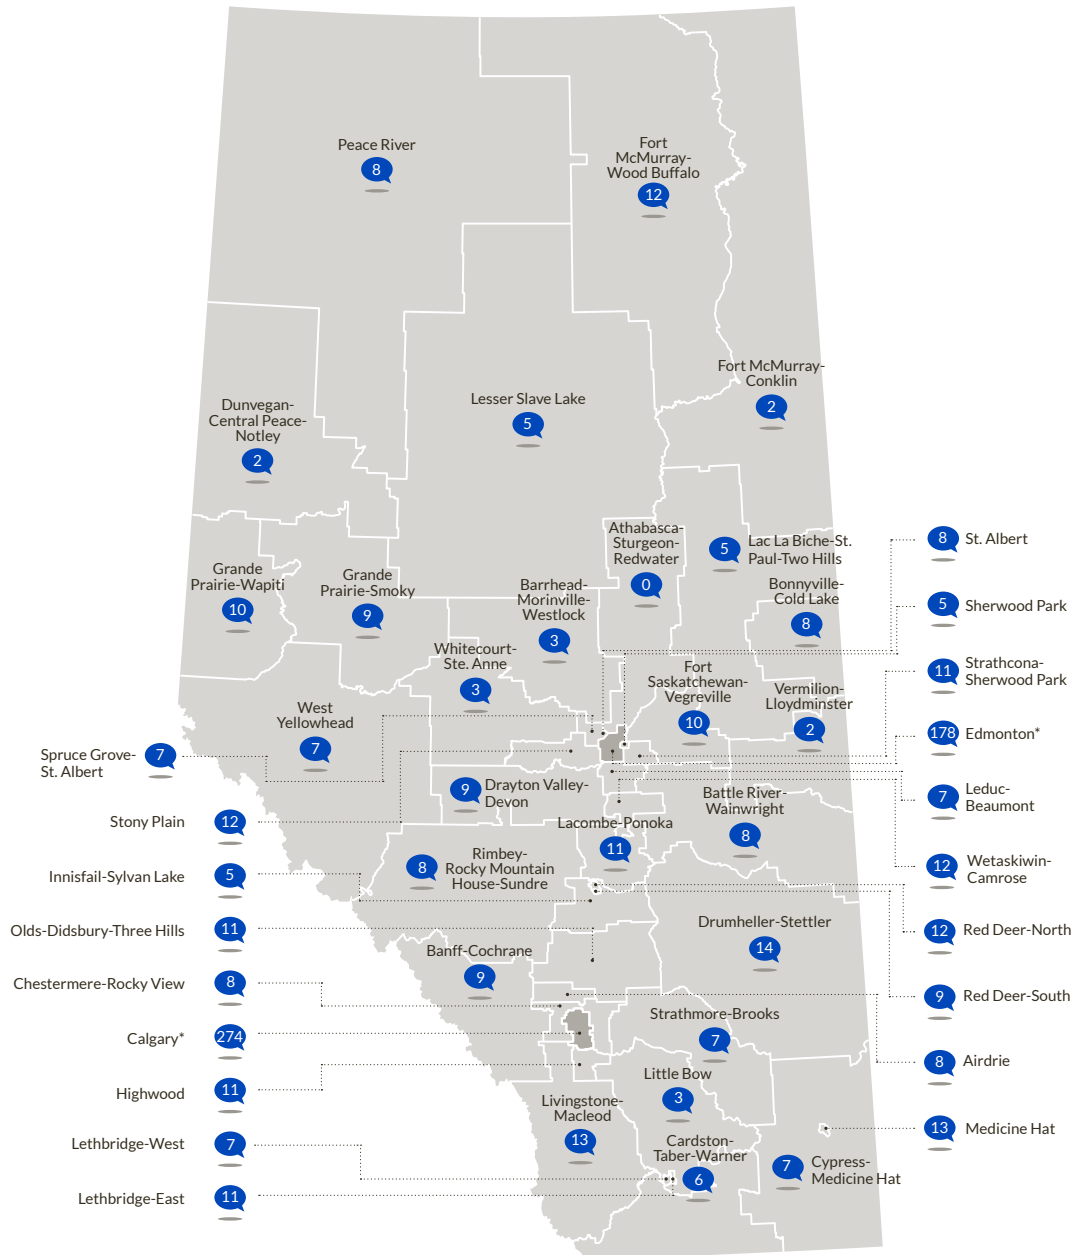 Peace River
8
Fort
McMurray-
Wood Buffalo
12
Fort McMurray-
Conklin
2
Lesser Slave Lake
5
Dunvegan-
Central Peace-
Notley
2
Athabasca-
Sturgeon-
Redwater
0
5
Lac La Biche-St.
Paul-Two Hills
Grande
Prairie-Wapiti
10
Grande
Prairie-Smoky
9
Barrhead-
Morinville-
Westlock
3
Bonnyville-
Cold Lake
8
Whitecourt-
Ste. Anne
3
Fort
Saskatchewan-
Vegreville
10
Vermilion-
Lloydminster
2
West
Yellowhead
7
9
Drayton Valley-
Devon
Battle River-
Wainwright
8
Lacombe-Ponoka
11
8
Rimbey-
Rocky Mountain
House-Sundre
Drumheller-Stettler
14
Banff-Cochrane
9
Strathmore-Brooks
7
Little Bow
3
Livingstone-
Macleod
13
Cardston-
Taber-Warner
6
7
Cypress-
Medicine Hat
Spruce Grove-
St. Albert
7
Stony Plain
12
Innisfail-Sylvan Lake
5
Olds-Didsbury-Three Hills
11
Chestermere-Rocky View
8
Calgary*
274
Highwood
11
Lethbridge-West
7
Lethbridge-East
11
8
St. Albert
5
Sherwood Park
11
Strathcona-
Sherwood Park
178
Edmonton*
7
Leduc-
Beaumont
12
Wetaskiwin-
Camrose
12
Red Deer-North
9
Red Deer-South
8
Airdrie
13
Medicine Hat